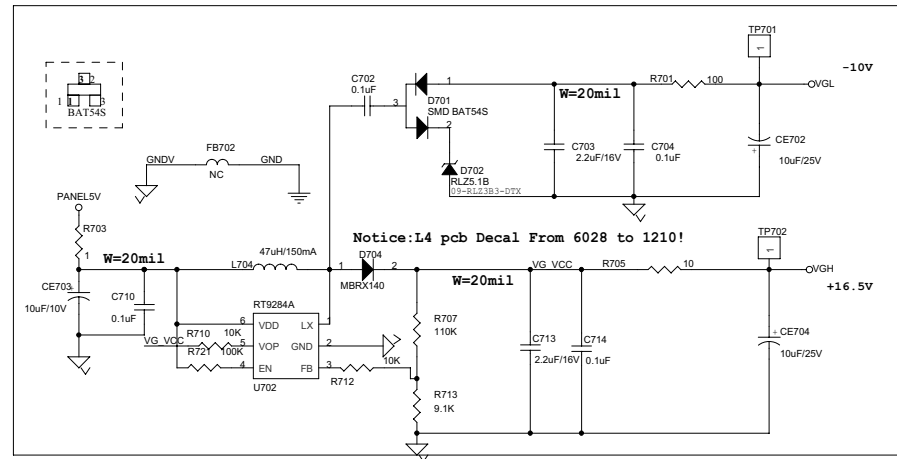 TP701
1
-10V
C702
0.1uF
R701
100
VGL
3 2
1 1 3
BAT54S
3
1
D701
SMD BAT54S
2
W=20mil
FB702
GNDV
GND
NC
D702
RLZ5.1B
09-RLZ3B3-DTX
C703
2.2uF/16V
C704
0.1uF
CE702
+
10uF/25V
PANEL5V
R703
1
W=20mil
47uH/150mA
L704
Notice:L4 pcb Decal From 6028 to 1210!
TP702
1
D704
1 2
MBRX140
W=20mil
VG_VCC
R705
10
VGH
+16.5V
CE703
+
10uF/10V
C710
0.1uF
RT9284A
R710
10K
VG_VCC
R721
100K
6 VDD LX 1
5 VOP GND 2
4 EN FB 3
U702
10K
R712
R707
110K
R713
9.1K
C713
2.2uF/16V
C714
0.1uF
+
CE704
10uF/25V